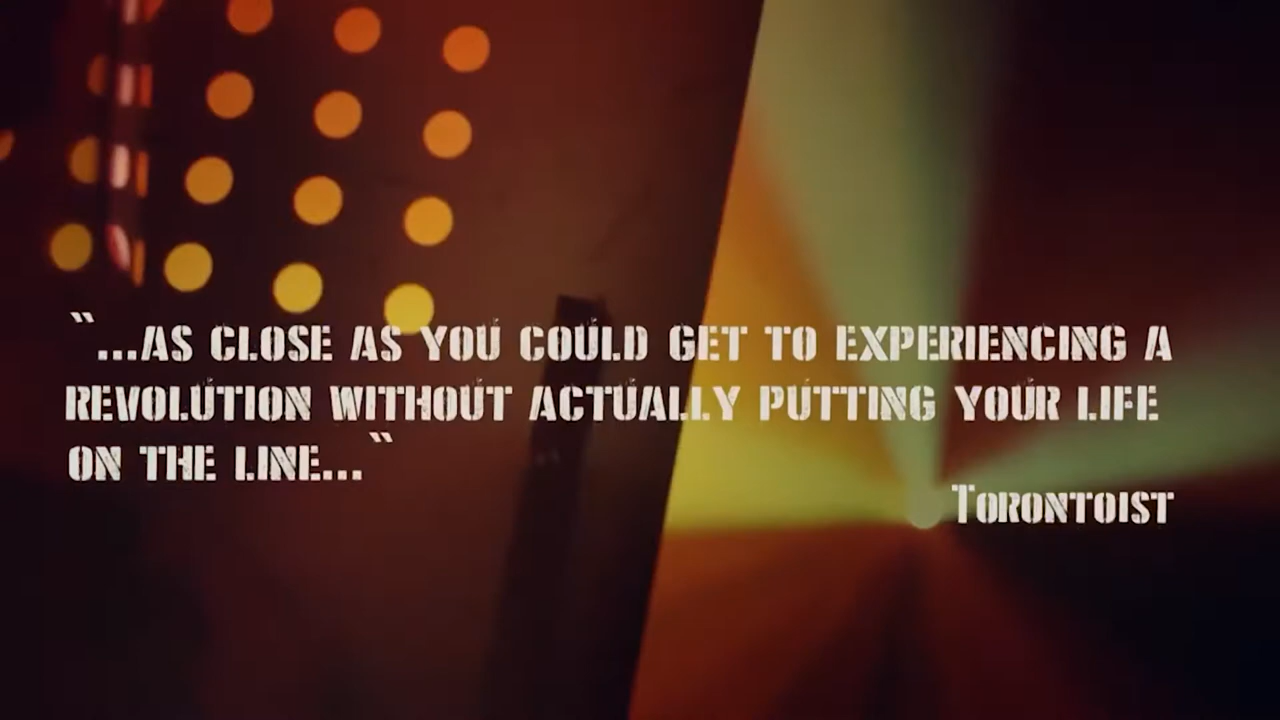 “...AS CLOSE AS YOU COULD GET TO EXPERIENCING A
REVOLUTION WITHOUT ACTUALLY PUTTING YOUR LIFE
ON THE LINE...“
TORONTOIST